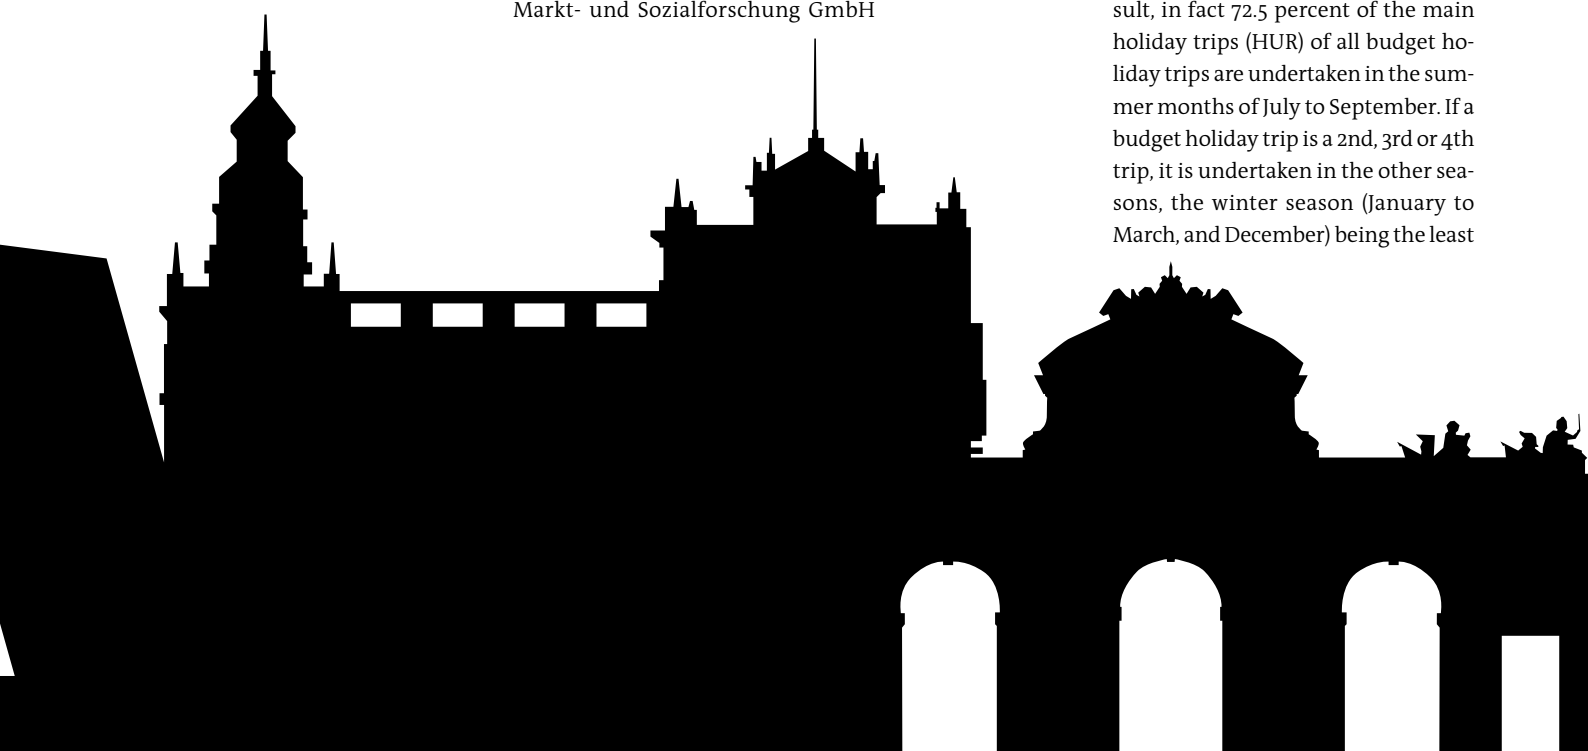 Markt- und Sozialforschung GmbH
sult, in fact 72.5 percent of the main
holiday trips (HUR) of all budget ho-
liday trips are undertaken in the sum-
mer months of July to September. If a
budget holiday trip is a 2nd, 3rd or 4th
trip, it is undertaken in the other sea-
sons, the winter season (January to
March, and December) being the least